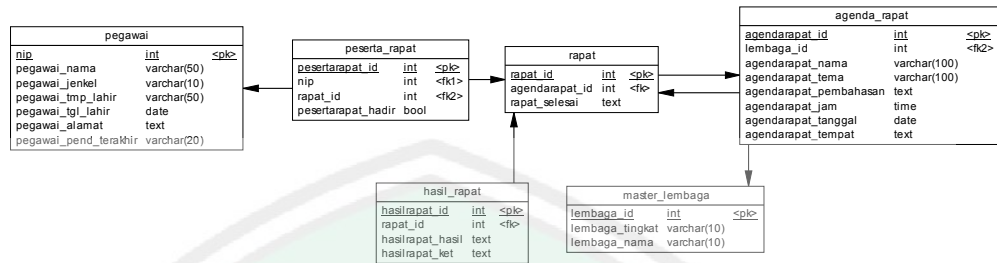 pegawai
nip int <pk>
pegawai_nama varchar(50)
pegawai_jenkel varchar(10)
pegawai_tmp_lahir varchar(50)
pegawai_tgl_lahir date
pegawai_alamat text
pegawai_pend_terakhir varchar(20)
peserta_rapat
pesertarapat_id int <pk>
nip int <fk1>
rapat_id int <fk2>
pesertarapat_hadir bool
rapat
rapat_id int <pk>
agendarapat_id int <fk>
rapat_selesai text
agenda_rapat
agendarapat_id int <pk>
lembaga_id int <fk2>
agendarapat_nama varchar(100)
agendarapat_tema varchar(100)
agendarapat_pembahasan text
agendarapat_jam time
agendarapat_tanggal date
agendarapat_tempat text
hasil_rapat
hasilrapat_id int <pk>
rapat_id int <fk>
hasilrapat_hasil text
hasilrapat_ket text
master_lembaga
lembaga_id int <pk>
lembaga_tingkat varchar(10)
lembaga_nama varchar(10)